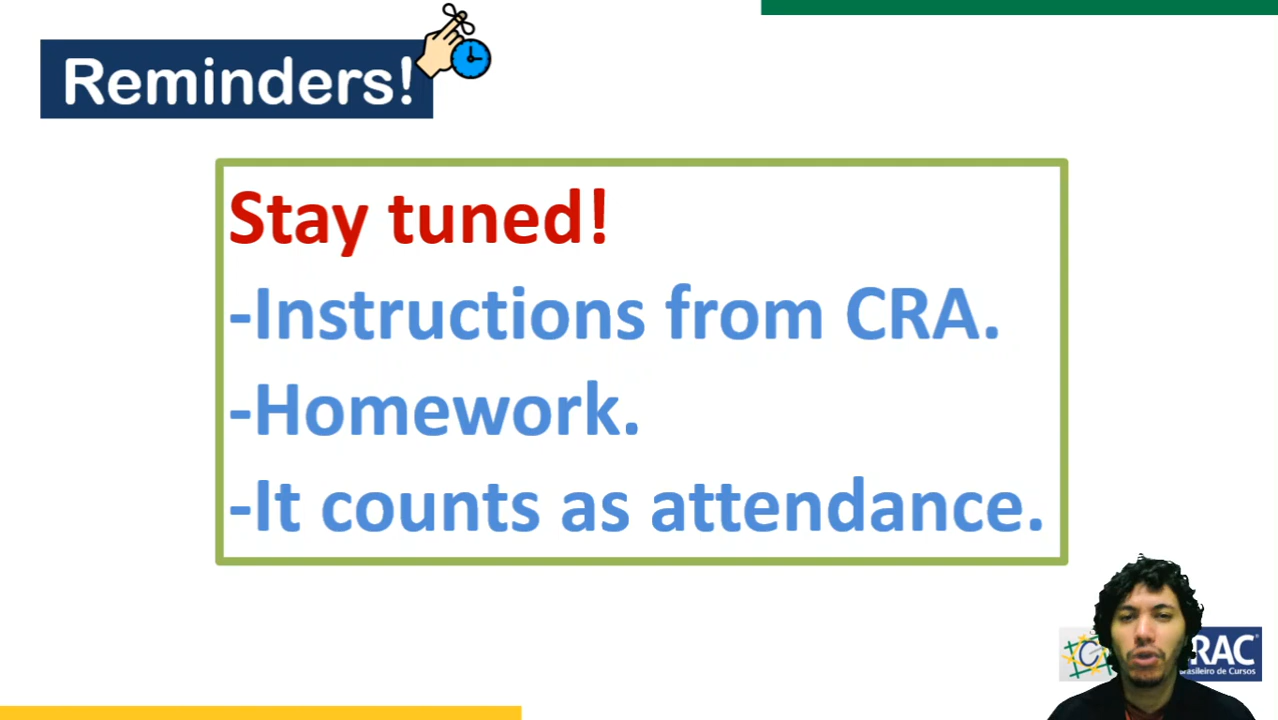 Reminders!
Stay tuned!
-Instructions from CRA.
-Homework.
-It counts as attendance.
RAC
Brasileiro de Cursos